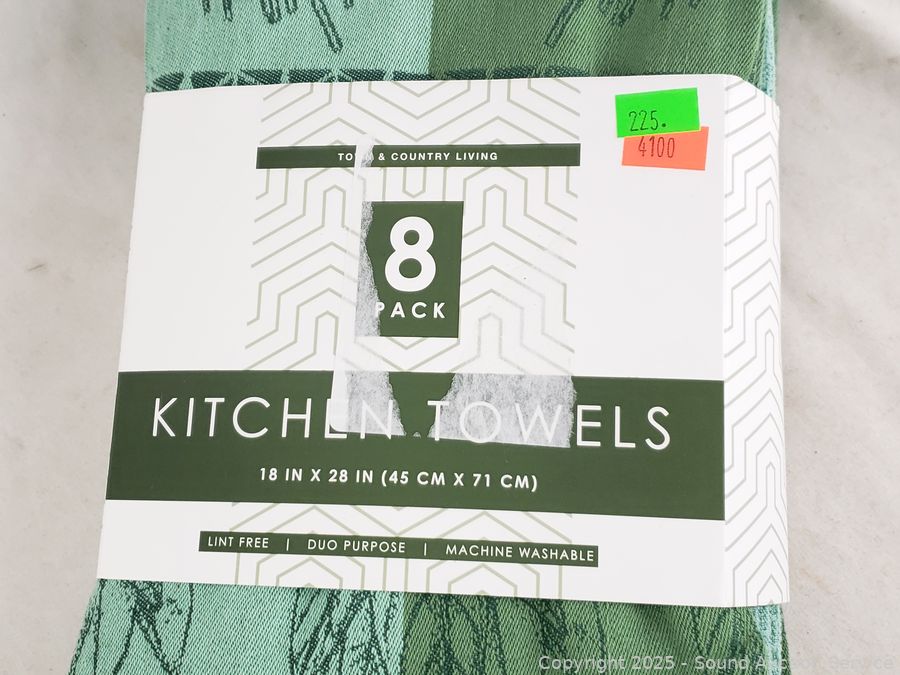 225.
4100
TOWN & COUNTRY LIVING
8
PACK
KITCHEN TOWELS
18 IN X 28 IN (45 CM X 71 CM)
LINT FREE | DUO PURPOSE | MACHINE WASHABLE
Copyright 2025 - Sound Auction Service